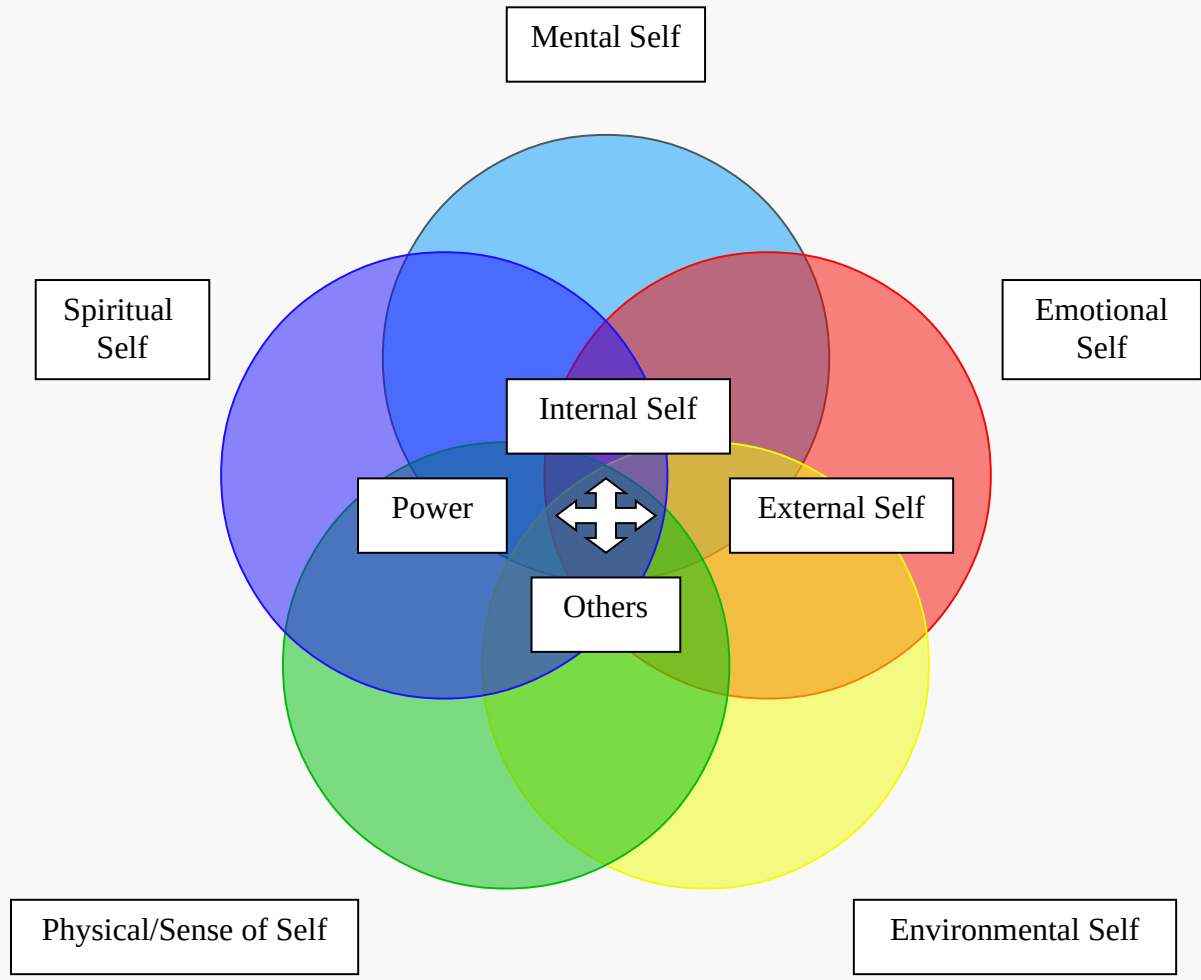 Mental Self
Spiritual
Self
Emotional
Self
Internal Self
Power
External Self
Others
Physical/Sense of Self
Environmental Self